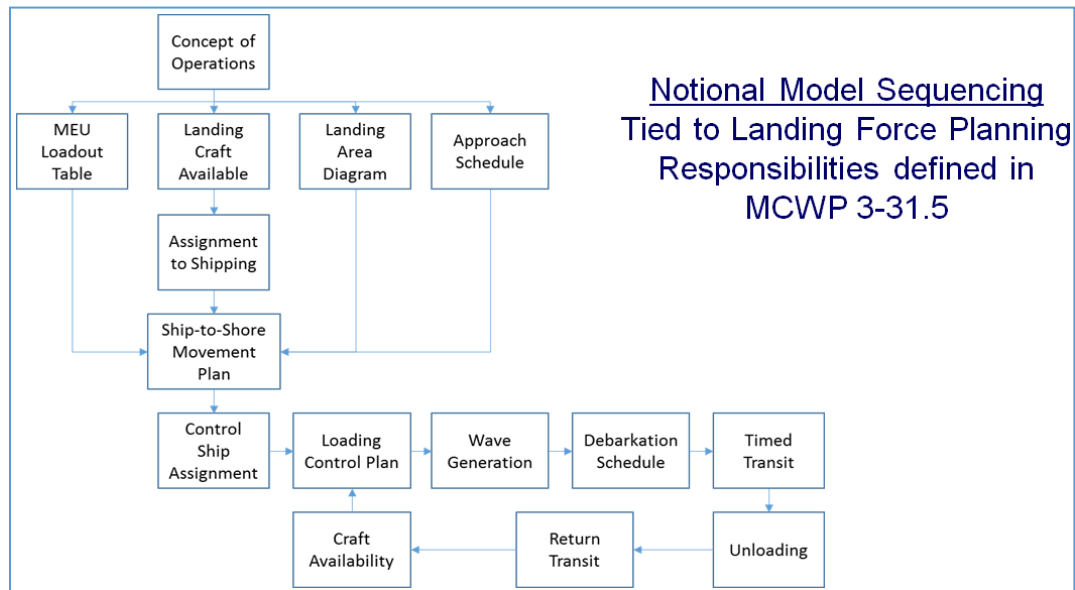 Concept of
Operations
Notional Model Sequencing
Tied to Landing Force Planning
Responsibilities defined in
MCWP 3-31.5
MEU
Loadout
Table
Landing
Craft
Available
Landing
Area
Diagram
Approach
Schedule
Assignment
to Shipping
Ship-to-Shore
Movement
Plan
Control
Ship
Assignment
Loading
Control Plan
Wave
Generation
Debarkation
Schedule
Timed
Transit
Craft
Availability
Return
Transit
Unloading